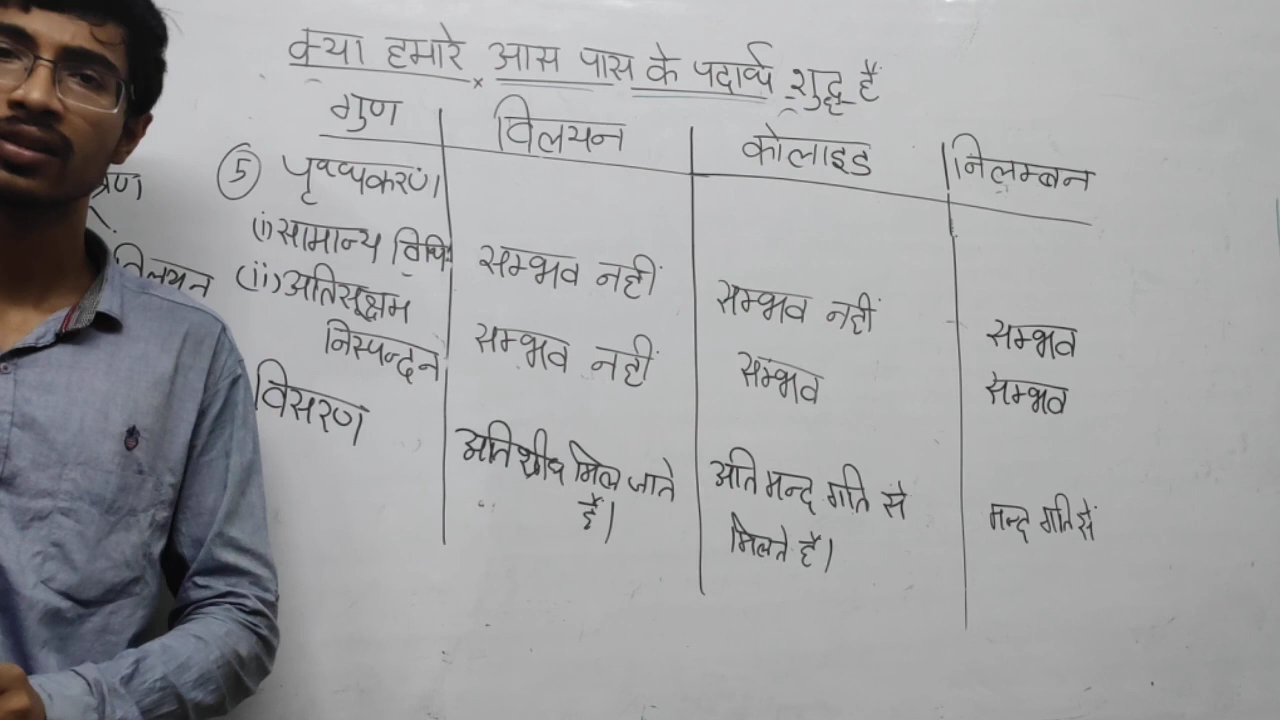 क्या हमारे आस पास के पदार्थ शुद्ध हैं
गुण विलयन कोलाइड निलम्बन
⑤ पृथक्करण
(i) सामान्य विधि सम्भव नहीं सम्भव नहीं सम्भव
(ii) अतिसूक्ष्म
निस्पन्दन सम्भव नहीं सम्भव सम्भव
विसरण अति शीघ्र मिल जाते अति मन्द गति से मन्द गति से
हैं। मिलते हैं।
विलयन